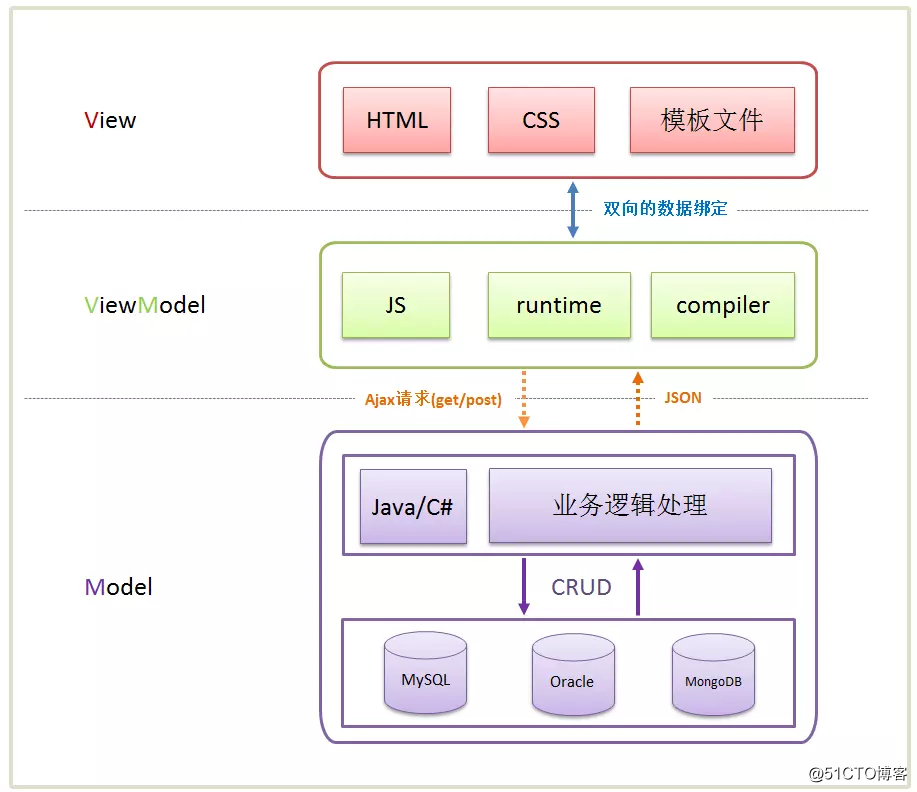 View
HTML
CSS
模板文件
双向的数据绑定
ViewModel
JS
runtime
compiler
Ajax请求(get/post)
JSON
Java/C#
业务逻辑处理
Model
CRUD
MySQL
Oracle
MongoDB
@51CTO博客